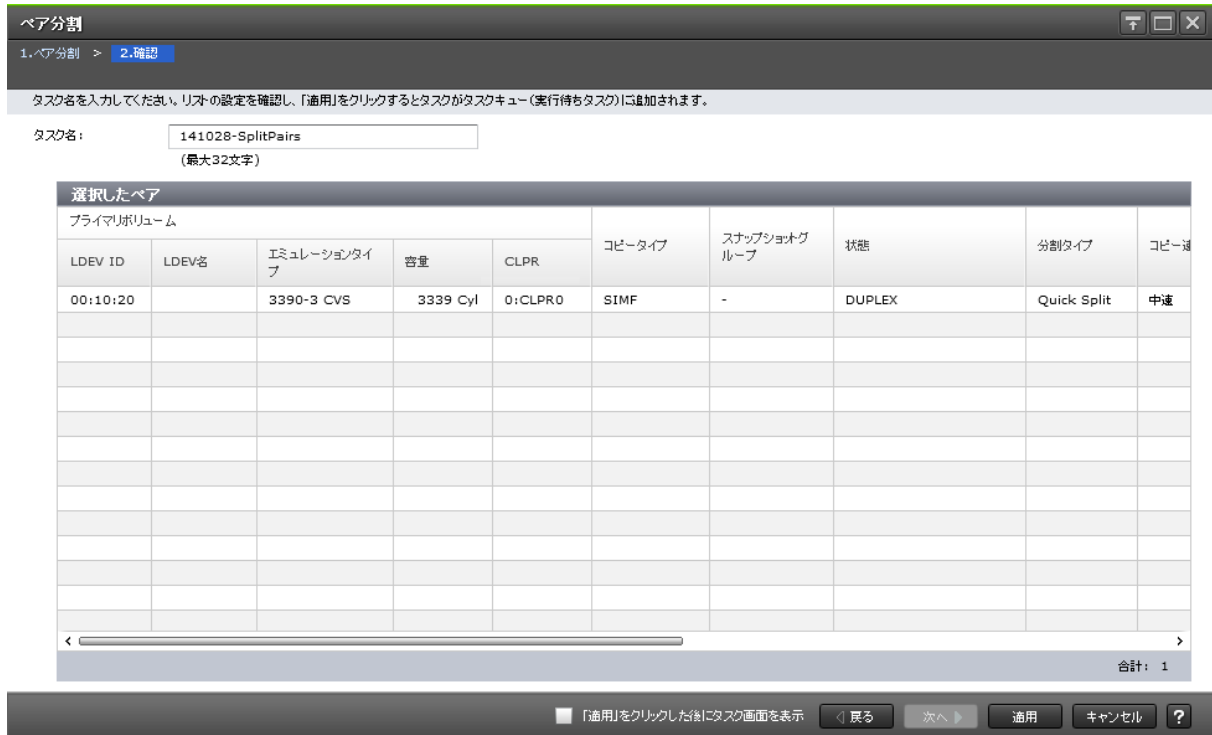 ペア分割
1.ペア分割 > 2.確認
タスク名を入力してください。リストの設定を確認し、「適用」をクリックするとタスクがタスクキュー(実行待ちタスク)に追加されます。
タスク名: 141028-SplitPairs
(最大32文字)
選択したペア
プライマリボリューム
コピータイプ
スナップショットグ
ループ
状態
分割タイプ
コピー速
LDEV ID
LDEV名
エミュレーションタイ
プ
容量
CLPR
00:10:20 3390-3 CVS 3339 Cyl 0:CLPR0 SIMF - DUPLEX Quick Split 中速
合計: 1
「適用」をクリックした後にタスク画面を表示 戻る 次へ 適用 キャンセル ?